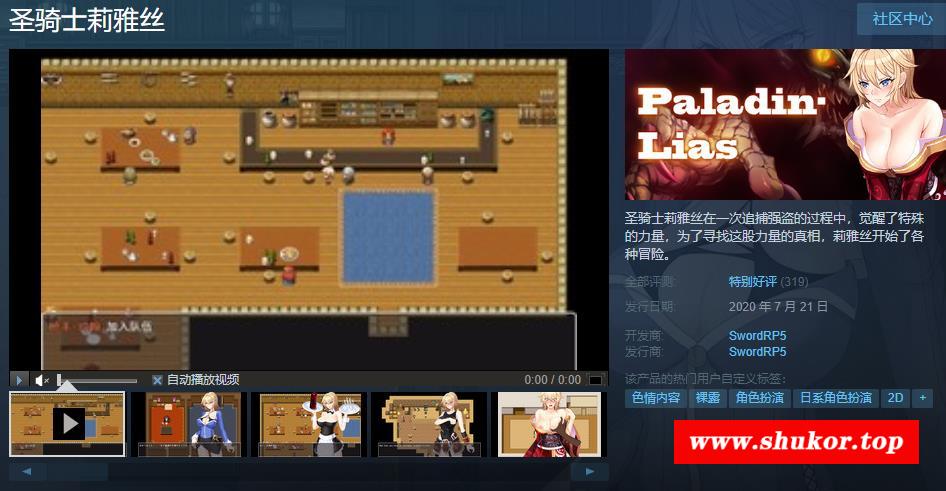 圣骑士莉雅丝
社区中心
Paladin·
Lias
圣骑士莉雅丝在一次追捕强盗的过程中，觉醒了特殊
的力量，为了寻找这股力量的真相，莉雅丝开始了各
种冒险。
全部评测： 特别好评 (319)
发行日期： 2020 年 7 月 21 日
开发商： SwordRP5
发行商： SwordRP5
该产品的热门用户自定义标签：
色情内容 裸露 角色扮演 日系角色扮演 2D +
加入队伍
自动播放视频
0:00 / 0:00
www.shukor.top